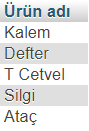 Ürün adı
Kalem
Defter
T Cetvel
Silgi
Ataç